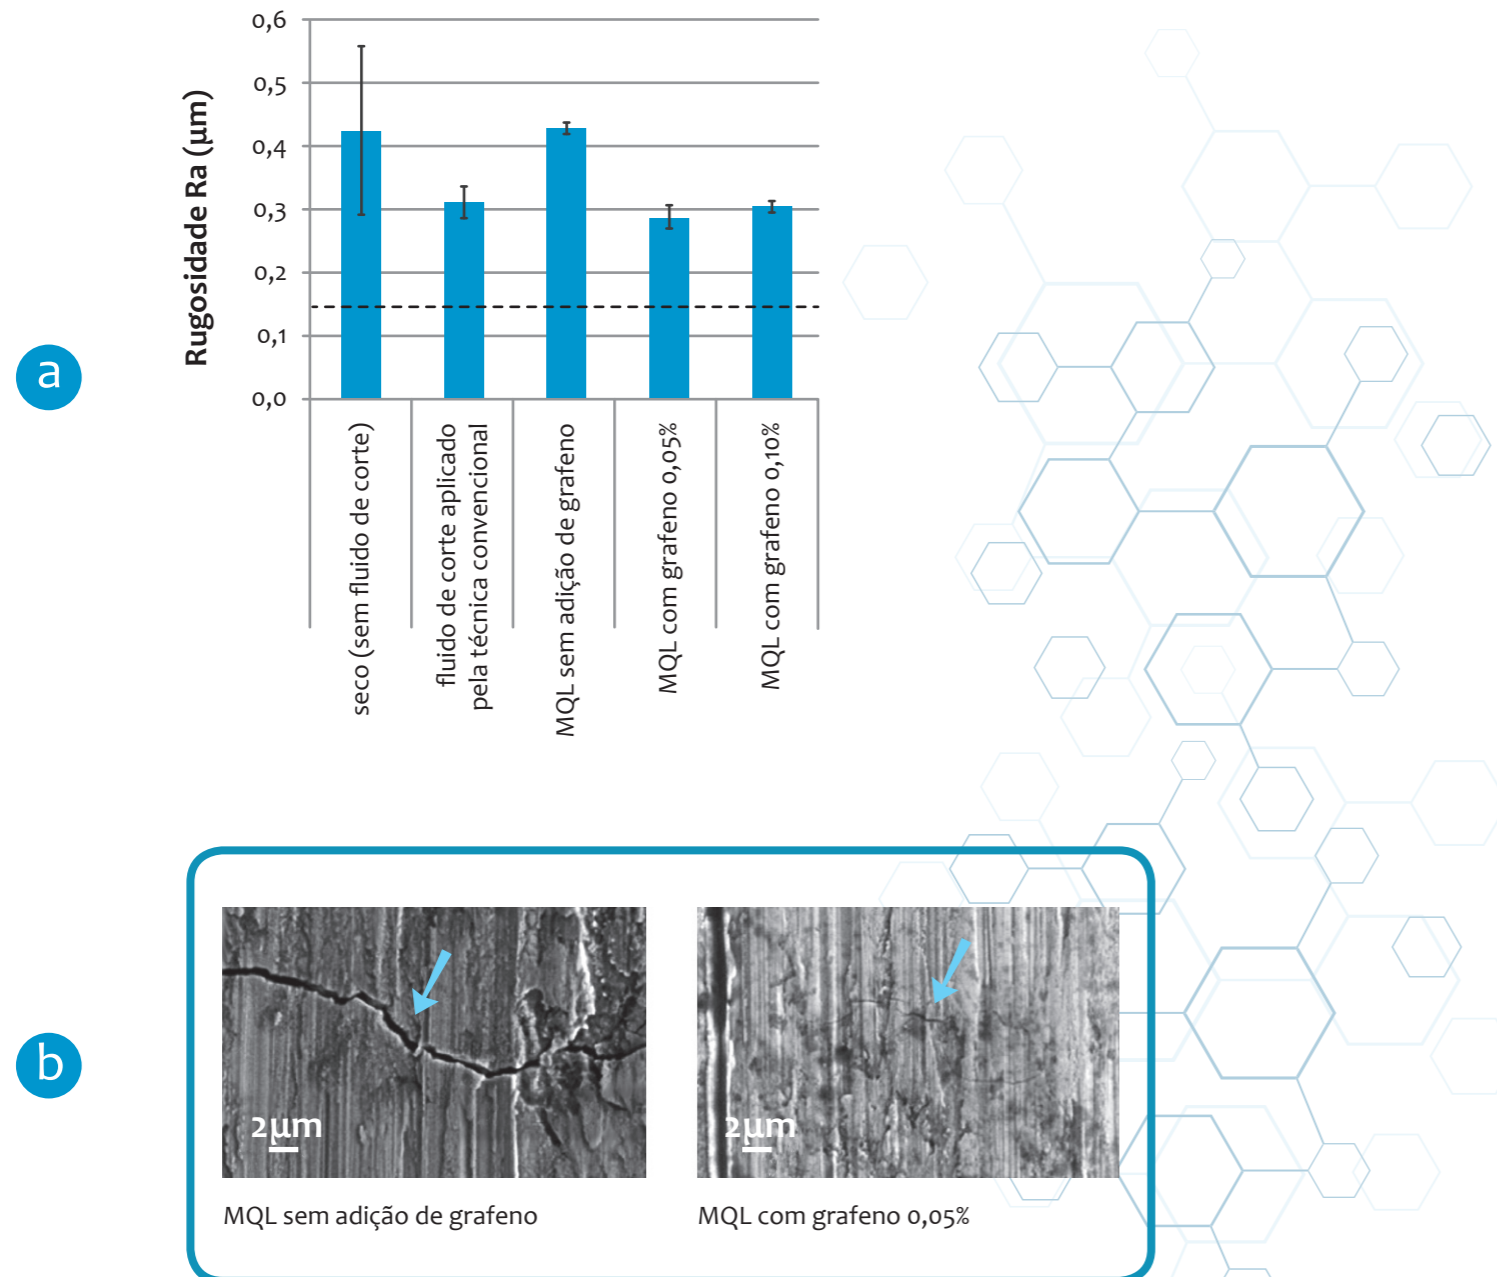 a
Rugosidade Ra (µm)
0,6
0,5
0,4
0,3
0,2
0,1
0,0
seco (sem fluido de corte)
fluido de corte aplicado
pela técnica convencional
MQL sem adição de grafeno
MQL com grafeno 0,05%
MQL com grafeno 0,10%
b
2µm
2µm
MQL sem adição de grafeno
MQL com grafeno 0,05%